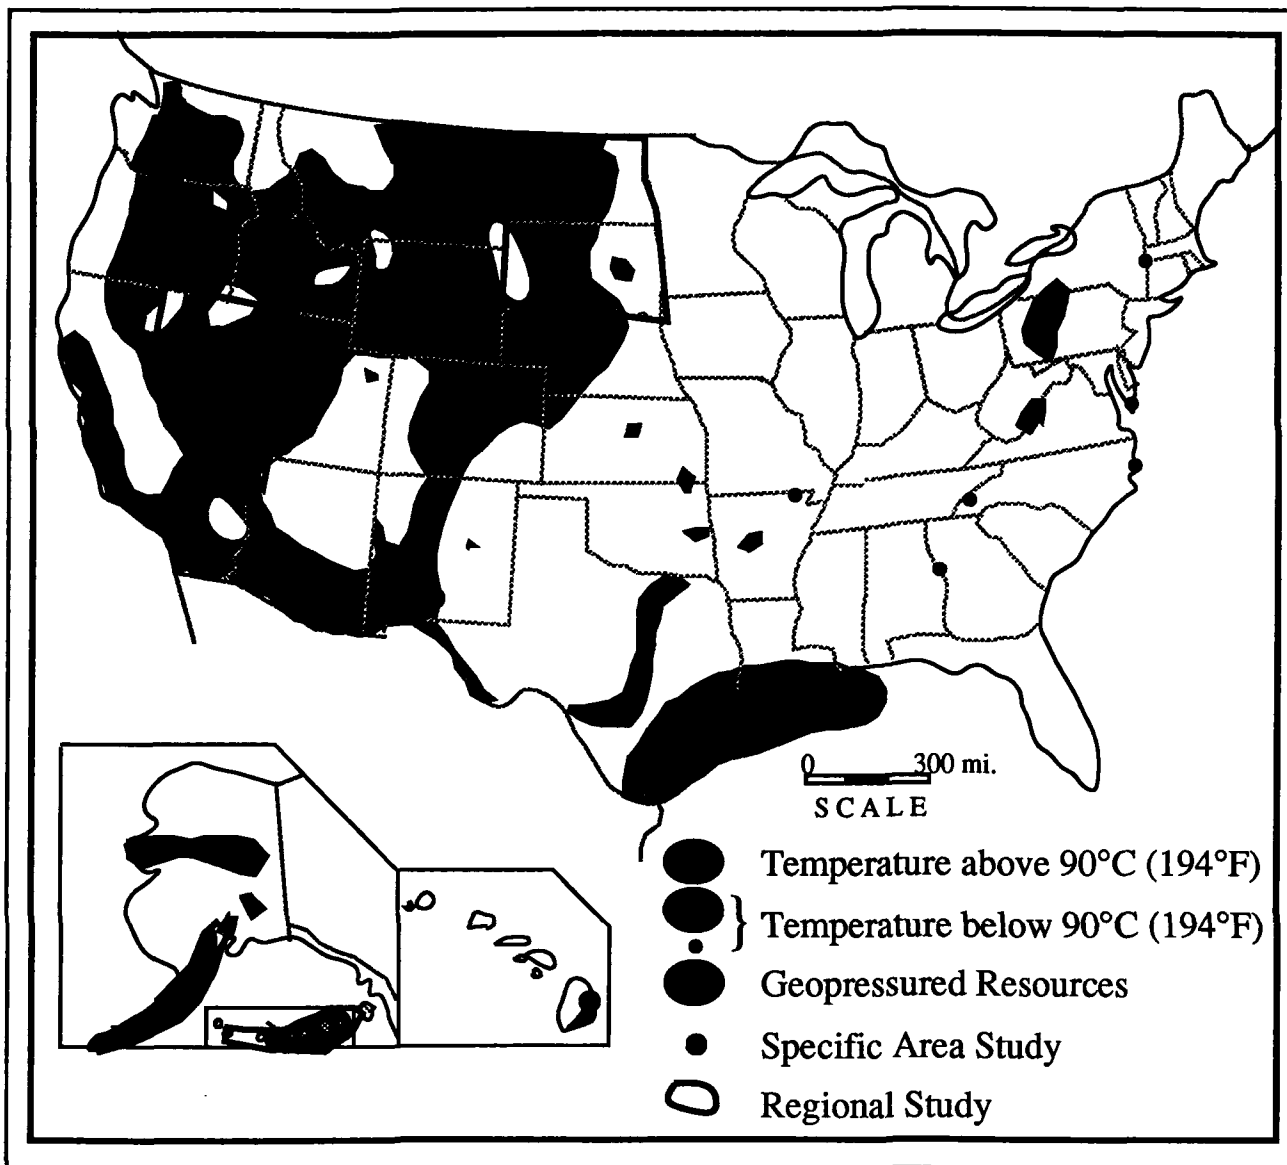 0 300 mi.
SCALE
Temperature above 90°C (194°F)
Temperature below 90°C (194°F)
Geopressured Resources
Specific Area Study
Regional Study